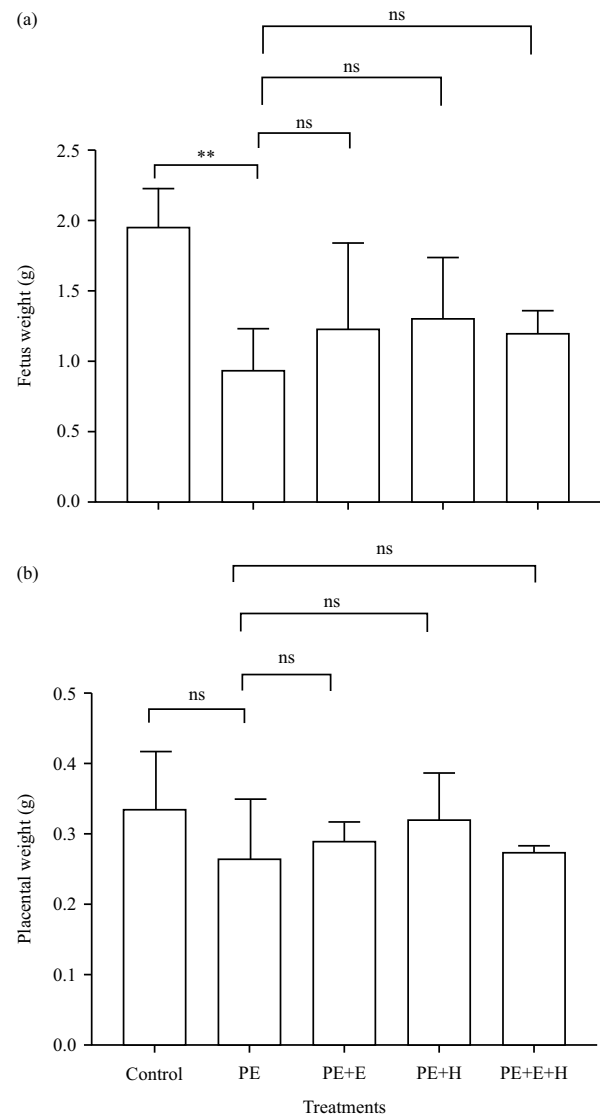 (a)
ns
ns
ns
**
2.5
2.0
1.5
1.0
0.5
0.0
Fetus weight (g)
(b)
ns
ns
ns
ns
0.5
0.4
0.3
0.2
0.1
0.0
Placental weight (g)
Control PE PE+E PE+H PE+E+H
Treatments